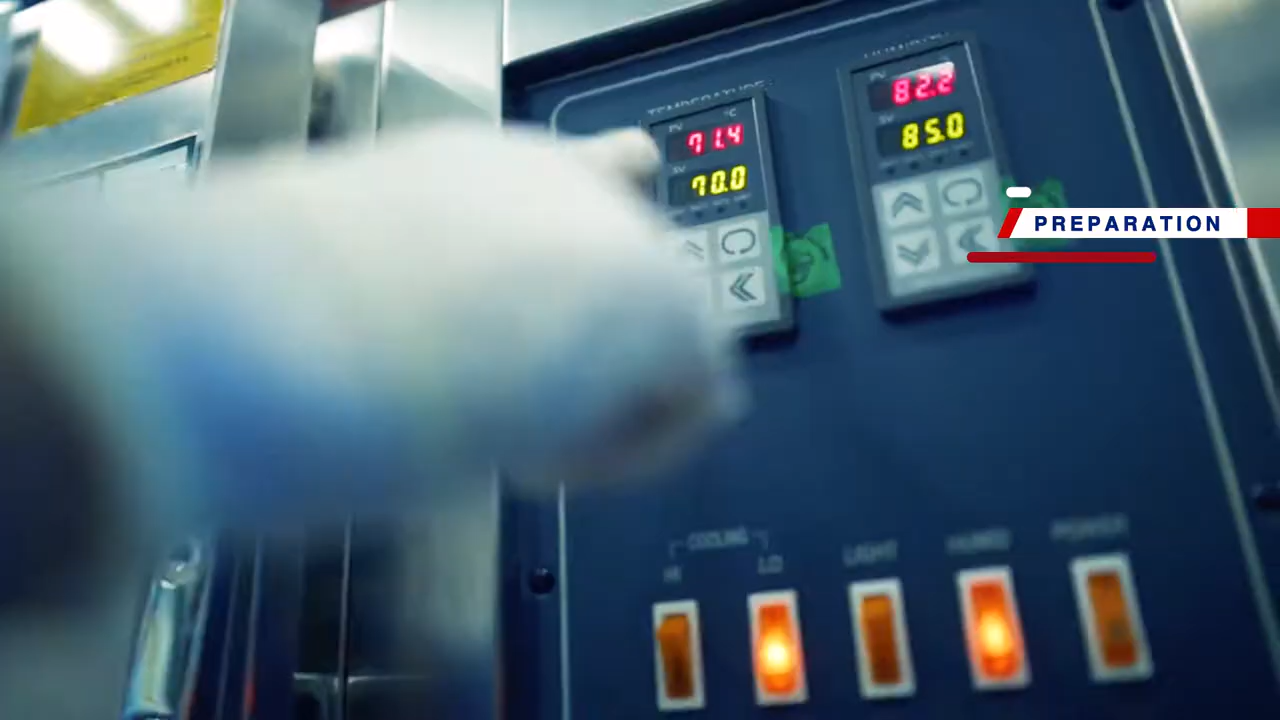 TEMPERATURE
PV °C
71.4
SV
70.0
PV
82.2
SV
85.0
PREPARATION
COOLING
HI LO LIGHT HUMID POWER